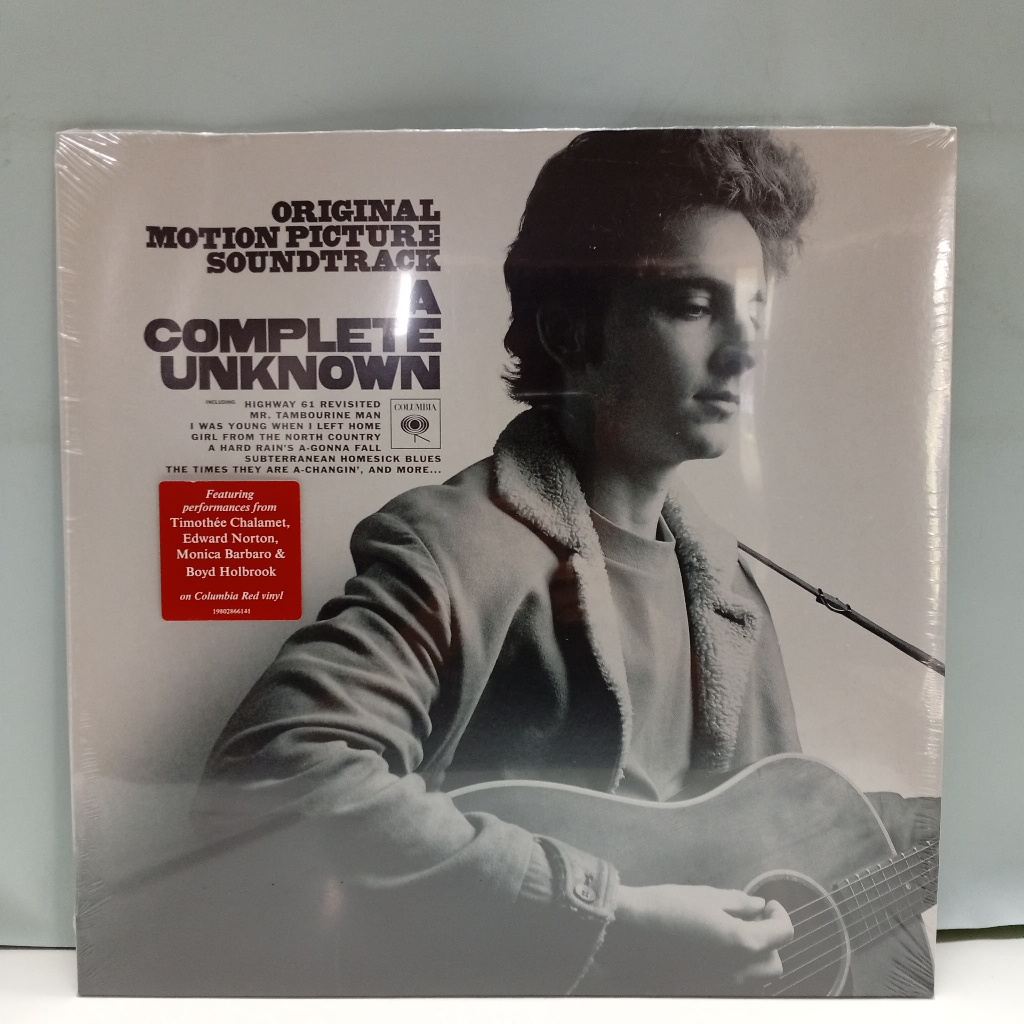 ORIGINAL
MOTION PICTURE
SOUNDTRACK
A
COMPLETE
UNKNOWN
INCLUDING HIGHWAY 61 REVISITED
MR. TAMBOURINE MAN
I WAS YOUNG WHEN I LEFT HOME
GIRL FROM THE NORTH COUNTRY
A HARD RAIN'S A-GONNA FALL
SUBTERRANEAN HOMESICK BLUES
THE TIMES THEY ARE A-CHANGIN', AND MORE...
COLUMBIA
Featuring
performances from
Timothée Chalamet,
Edward Norton,
Monica Barbaro &
Boyd Holbrook
on Columbia Red vinyl
19802866141